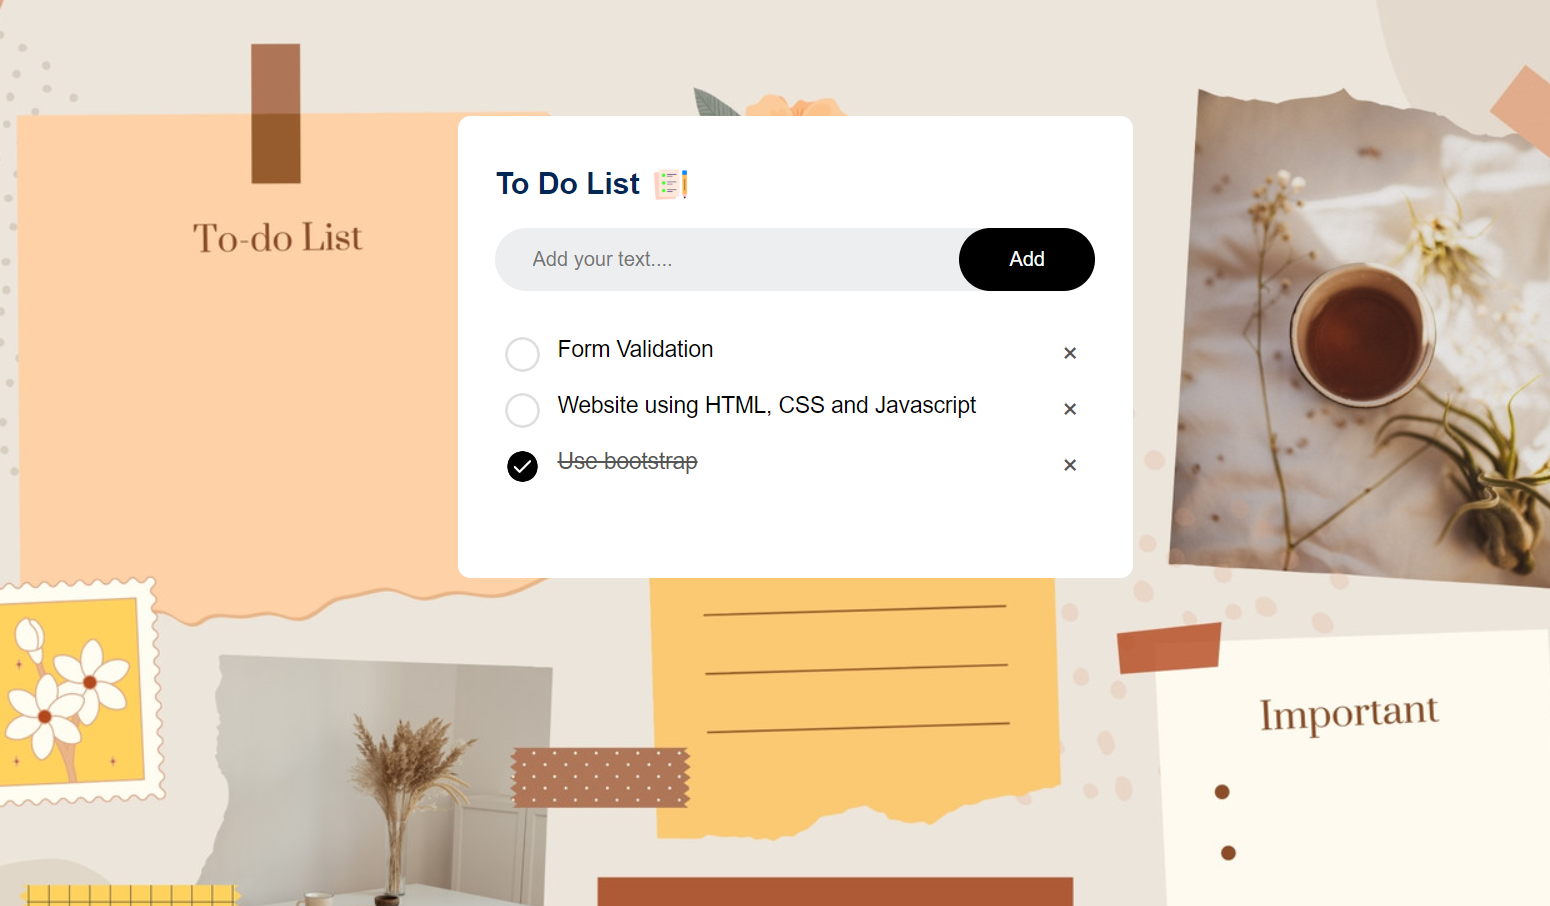 To-do List
To Do List
Add your text....
Add
Form Validation
×
Website using HTML, CSS and Javascript
×
Use bootstrap
×
Important